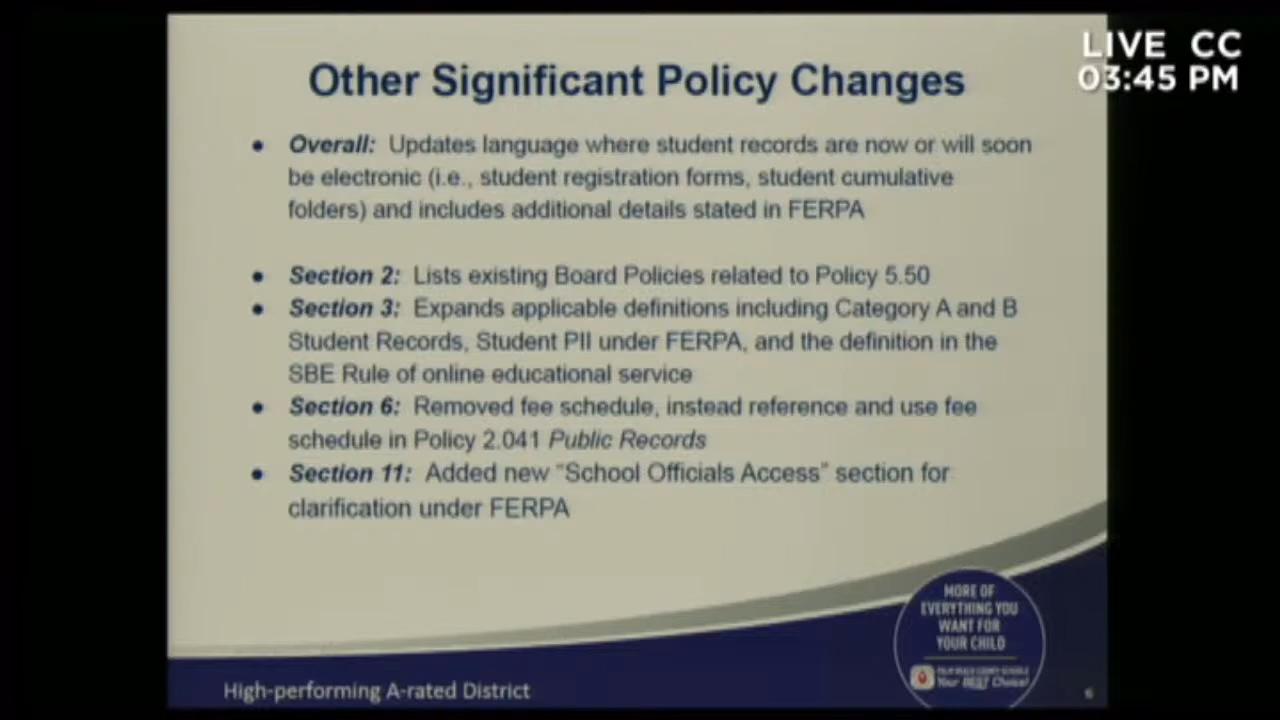 LIVE CC
03:45 PM
Other Significant Policy Changes
• Overall: Updates language where student records are now or will soon
be electronic (i.e., student registration forms, student cumulative
folders) and includes additional details stated in FERPA
• Section 2: Lists existing Board Policies related to Policy 5.50
• Section 3: Expands applicable definitions including Category A and B
Student Records, Student PII under FERPA, and the definition in the
SBE Rule of online educational service
• Section 6: Removed fee schedule, instead reference and use fee
schedule in Policy 2.041 Public Records
• Section 11: Added new “School Officials Access” section for
clarification under FERPA
MORE OF
EVERYTHING YOU
WANT FOR
YOUR CHILD
PALM BEACH COUNTY SCHOOLS
Your BEST Choice!
High-performing A-rated District
6